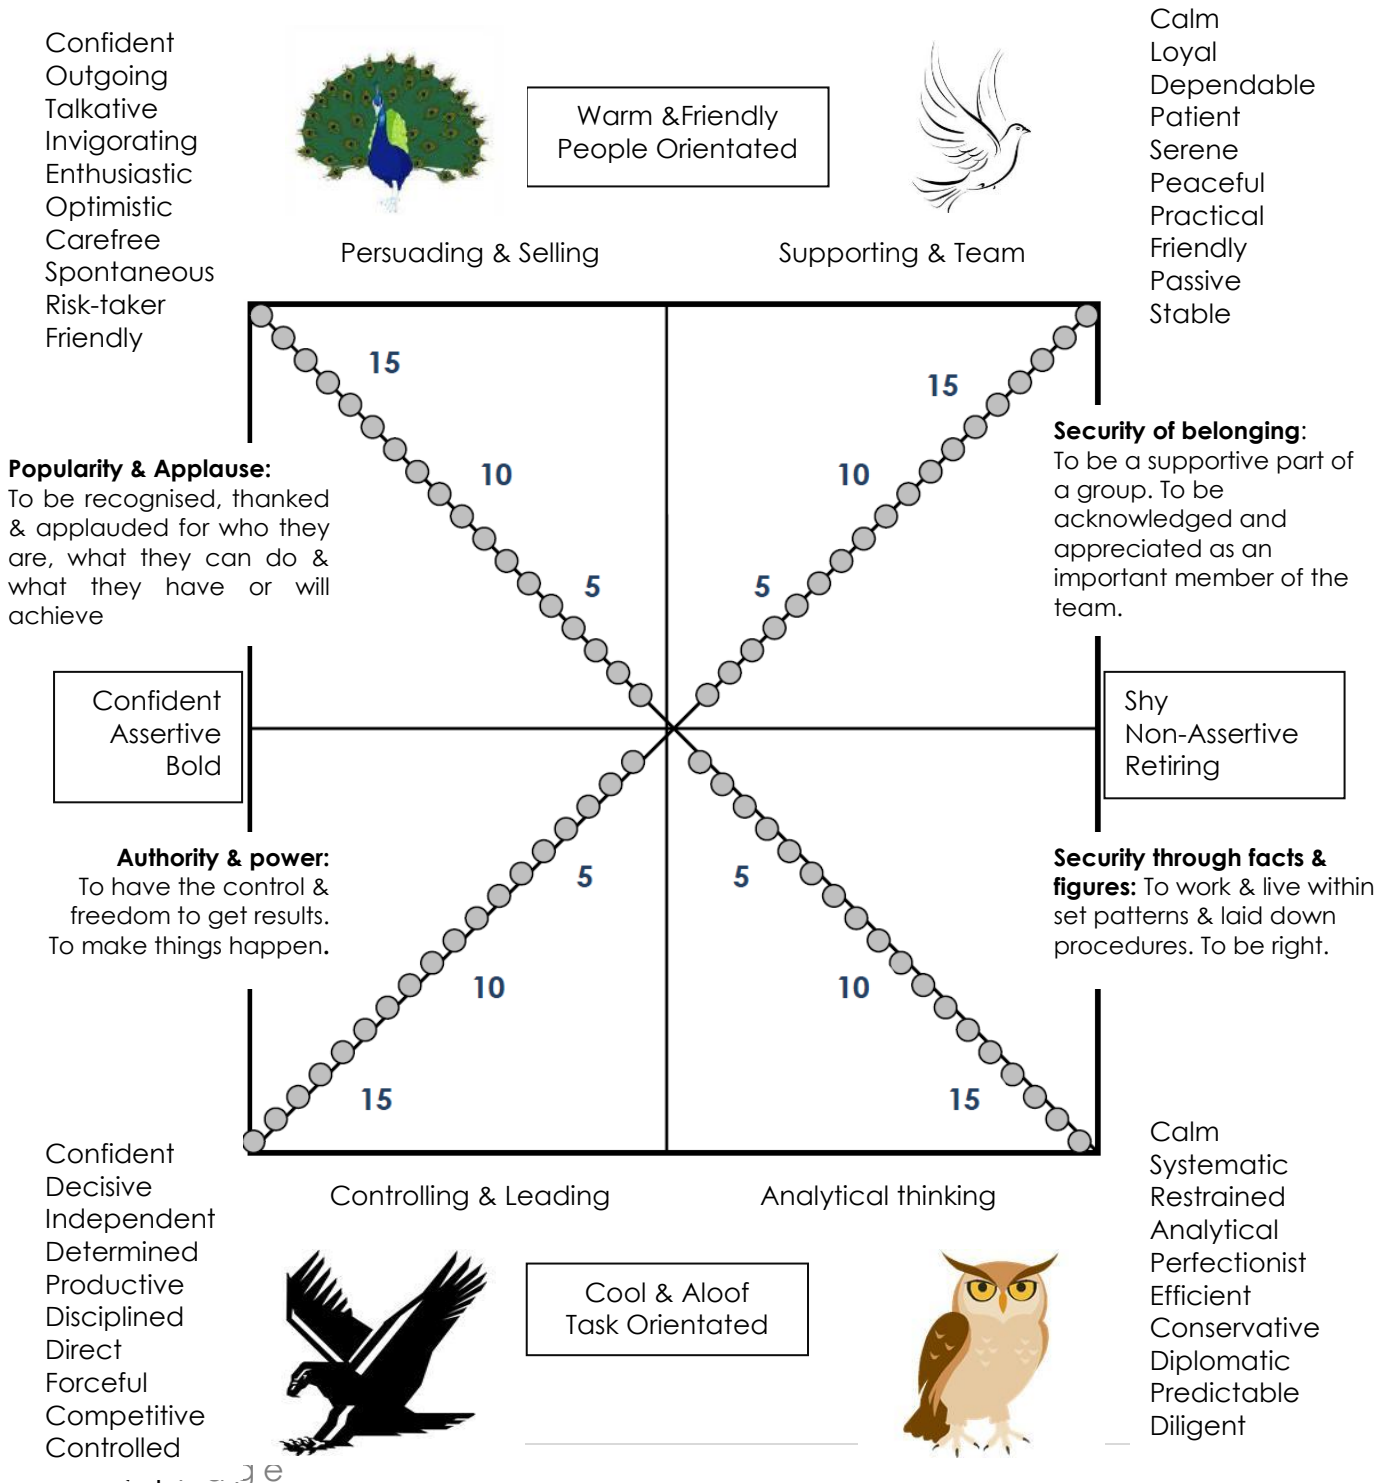 Confident
Outgoing
Talkative
Invigorating
Enthusiastic
Optimistic
Carefree
Spontaneous
Risk-taker
Friendly
Warm &Friendly
People Orientated
Calm
Loyal
Dependable
Patient
Serene
Peaceful
Practical
Friendly
Passive
Stable
Persuading & Selling
Supporting & Team
15
15
10
10
5
5
Popularity & Applause:
To be recognised, thanked
& applauded for who they
are, what they can do &
what they have or will
achieve
Security of belonging:
To be a supportive part of
a group. To be
acknowledged and
appreciated as an
important member of the
team.
Confident
Assertive
Bold
Shy
Non-Assertive
Retiring
Authority & power:
To have the control &
freedom to get results.
To make things happen.
Security through facts &
figures: To work & live within
set patterns & laid down
procedures. To be right.
5
5
10
10
15
15
Controlling & Leading
Analytical thinking
Confident
Decisive
Independent
Determined
Productive
Disciplined
Direct
Forceful
Competitive
Controlled
Cool & Aloof
Task Orientated
Calm
Systematic
Restrained
Analytical
Perfectionist
Efficient
Conservative
Diplomatic
Predictable
Diligent